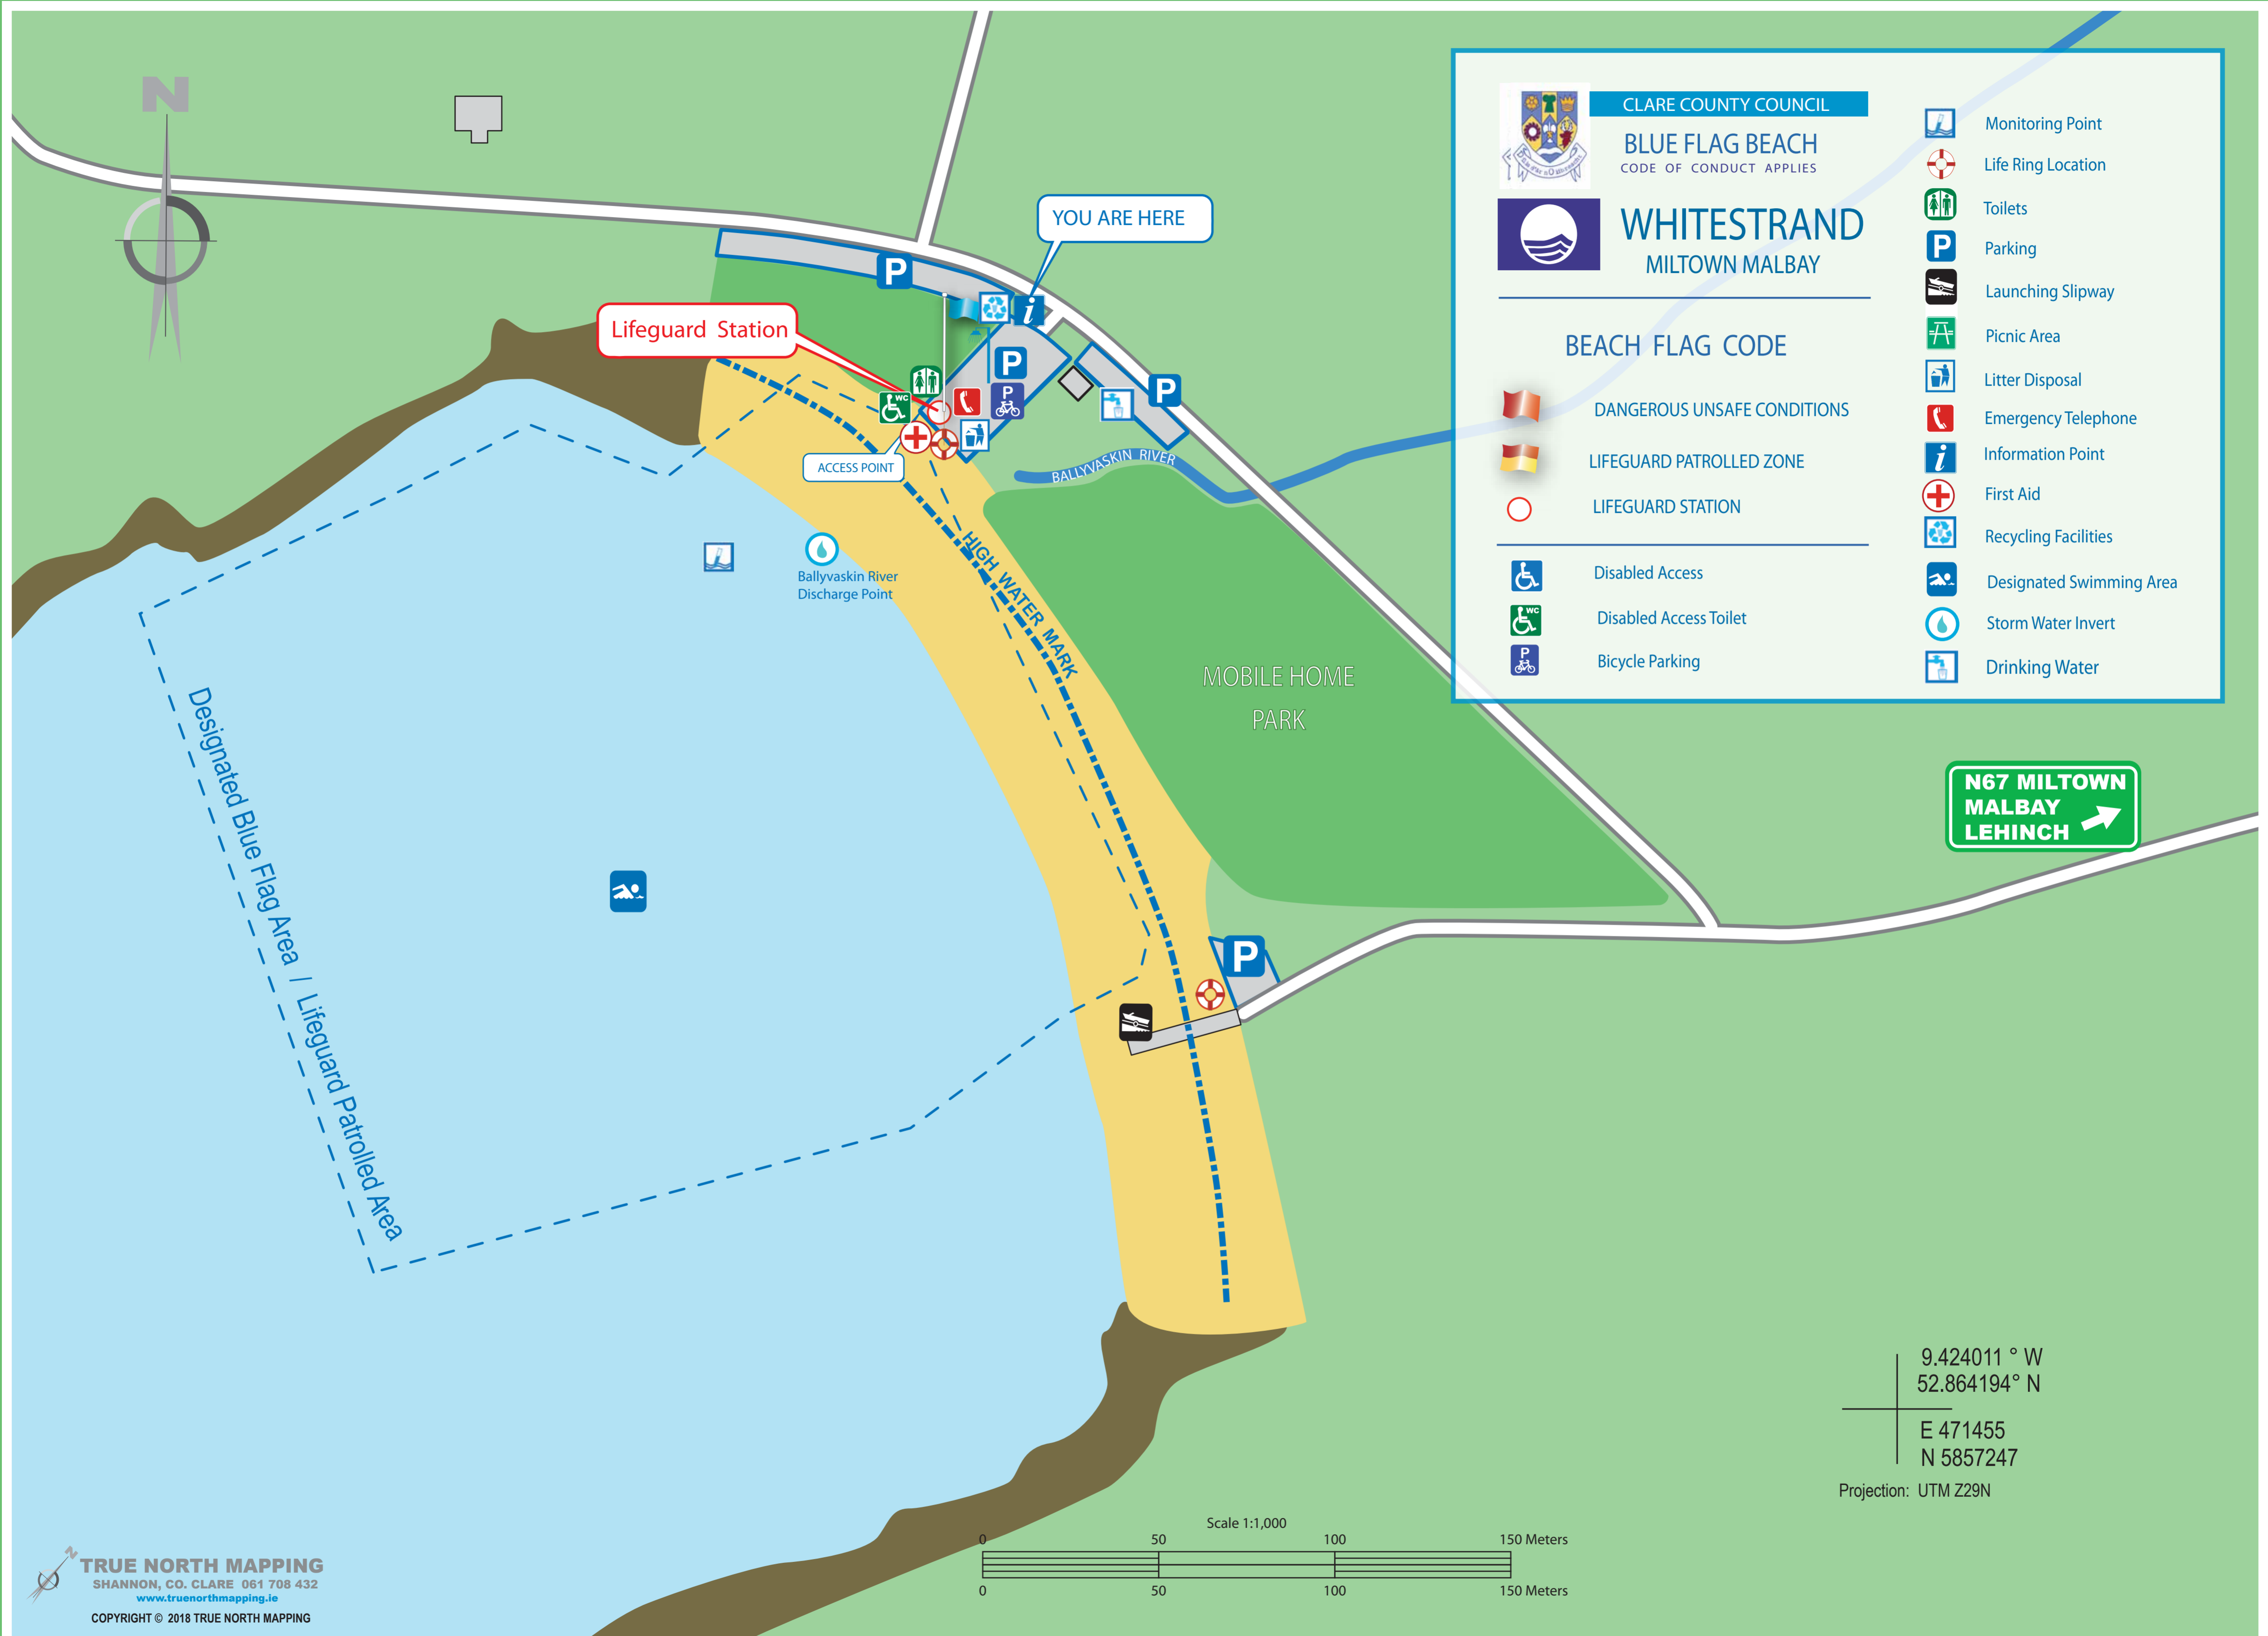 N
YOU ARE HERE
Lifeguard Station
P
P
P
P
WC
i
P
ACCESS POINT
BALLYVASKIN RIVER
HIGH WATER MARK
Ballyvaskin River
Discharge Point
MOBILE HOME
PARK
Designated Blue Flag Area / Lifeguard Patrolled Area
CLARE COUNTY COUNCIL
BLUE FLAG BEACH
CODE OF CONDUCT APPLIES
WHITESTRAND
MILTOWN MALBAY
BEACH FLAG CODE
DANGEROUS UNSAFE CONDITIONS
LIFEGUARD PATROLLED ZONE
LIFEGUARD STATION
Disabled Access
WC
Disabled Access Toilet
P
Bicycle Parking
Monitoring Point
Life Ring Location
Toilets
P
Parking
Launching Slipway
Picnic Area
Litter Disposal
Emergency Telephone
i
Information Point
First Aid
Recycling Facilities
Designated Swimming Area
Storm Water Invert
Drinking Water
N67 MILTOWN
MALBAY
LEHINCH
9.424011 ° W
52.864194° N
E 471455
N 5857247
Projection: UTM Z29N
Scale 1:1,000
0 50 100 150 Meters
0 50 100 150 Meters
N
TRUE NORTH MAPPING
SHANNON, CO. CLARE 061 708 432
www.truenorthmapping.ie
COPYRIGHT © 2018 TRUE NORTH MAPPING